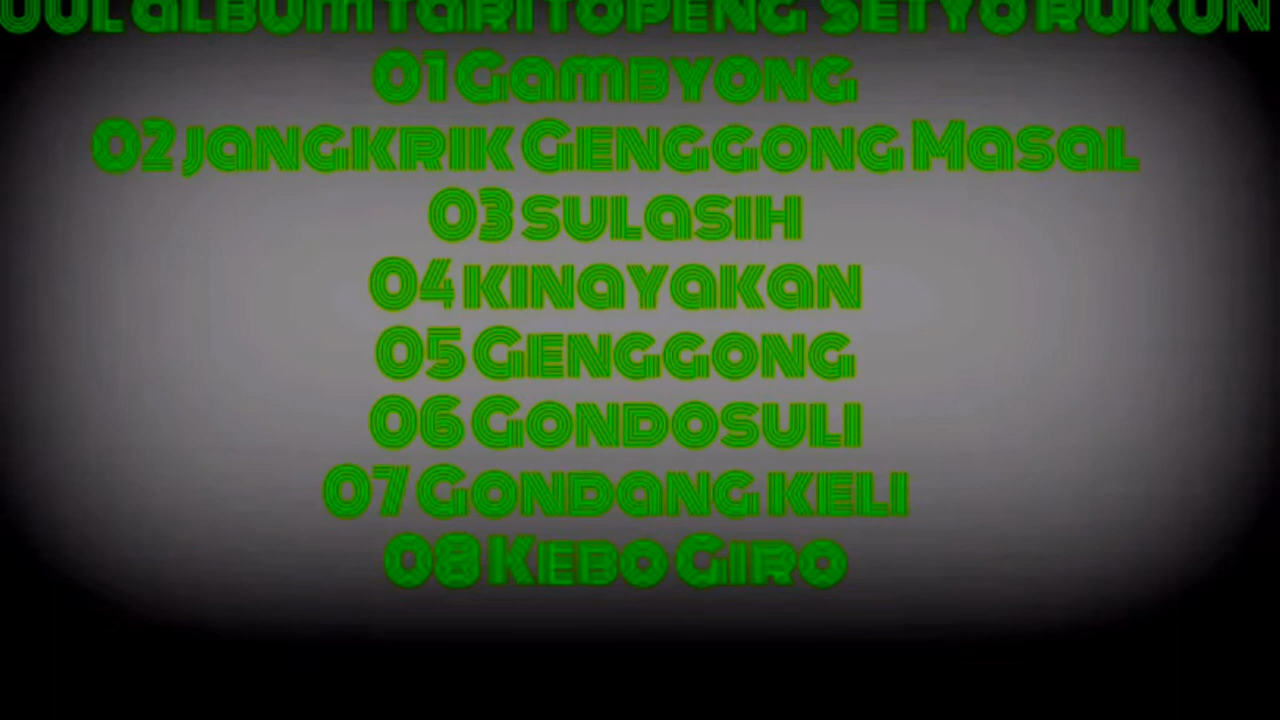 album Tari Topeng Setyo Rukun
01 Gambyong
02 jangkrik Genggong Masal
03 sulasih
04 kinayakan
05 Genggong
06 Gondosuli
07 Gondang keli
08 Kebo Giro